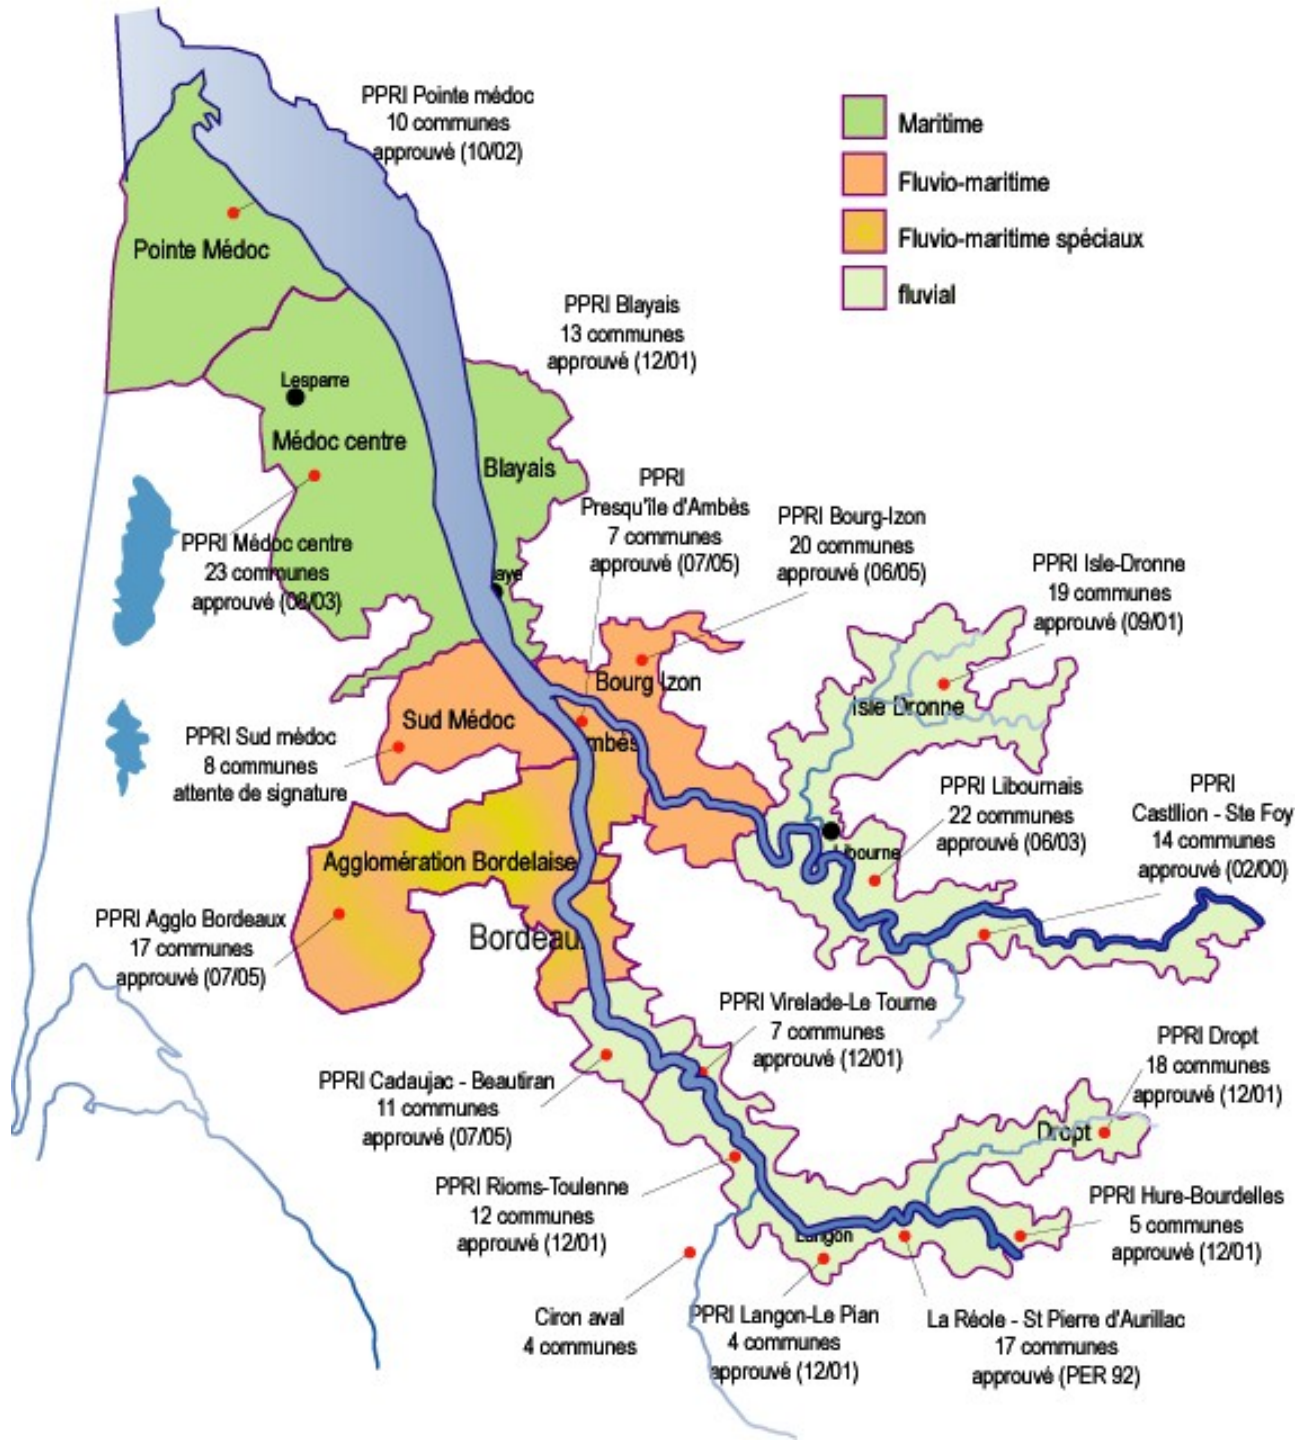 PPRI Pointe médoc
10 communes
approuvé (10/02)
Maritime
Fluvio-maritime
Fluvio-maritime spéciaux
fluvial
Pointe Médoc
PPRI Blayais
13 communes
approuvé (12/01)
Lesparre
Médoc centre
Blayais
PPRI Médoc centre
23 communes
approuvé (08/03)
aye
PPRI
Presqu'île d'Ambès
7 communes
approuvé (07/05)
PPRI Bourg-Izon
20 communes
approuvé (06/05)
PPRI Isle-Dronne
19 communes
approuvé (09/01)
Bourg Izon
Isle Dronne
Sud Médoc
Ambès
PPRI Sud médoc
8 communes
attente de signature
PPRI Libournais
22 communes
approuvé (06/03)
PPRI
Castllion - Ste Foy
14 communes
approuvé (02/00)
Libourne
Agglomération Bordelaise
PPRI Agglo Bordeaux
17 communes
approuvé (07/05)
Bordeau
PPRI Virelade-Le Tourne
7 communes
approuvé (12/01)
PPRI Dropt
18 communes
approuvé (12/01)
PPRI Cadaujac - Beautiran
11 communes
approuvé (07/05)
Dropt
PPRI Rioms-Toulenne
12 communes
approuvé (12/01)
PPRI Hure-Bourdelles
5 communes
approuvé (12/01)
Langon
Ciron aval
4 communes
PPRI Langon-Le Pian
4 communes
approuvé (12/01)
La Réole - St Pierre d'Aurillac
17 communes
approuvé (PER 92)